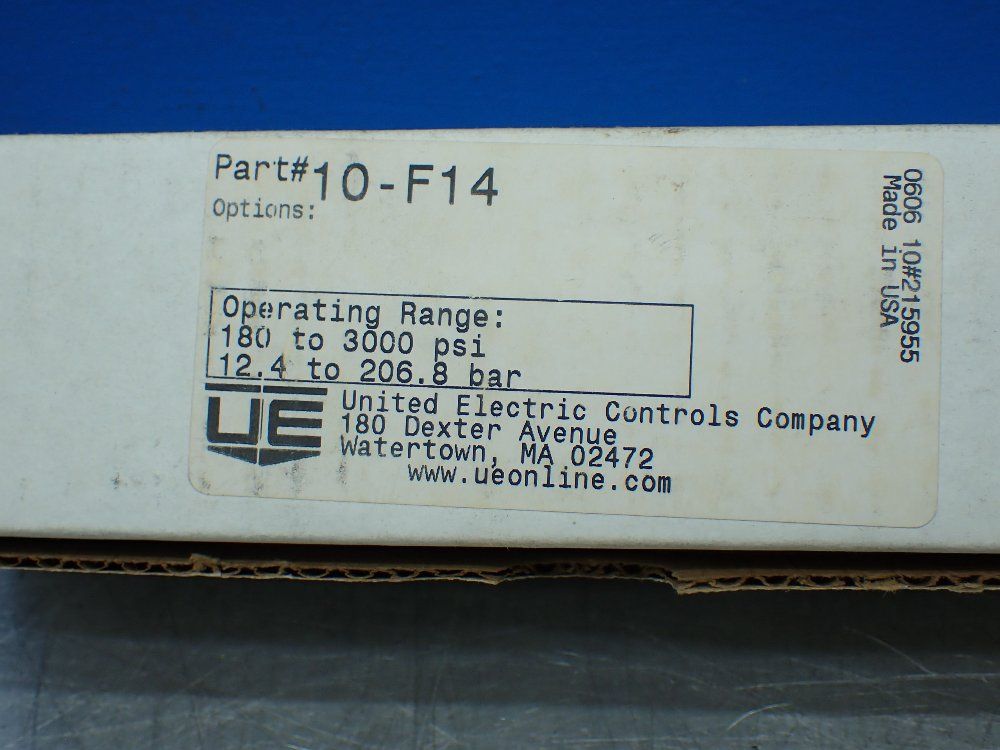 Part#10-F14
Options:
Operating Range:
180 to 3000 psi
12.4 to 206.8 bar
UE
United Electric Controls Company
180 Dexter Avenue
Watertown, MA 02472
www.ueonline.com
0606 10#215955
Made in USA